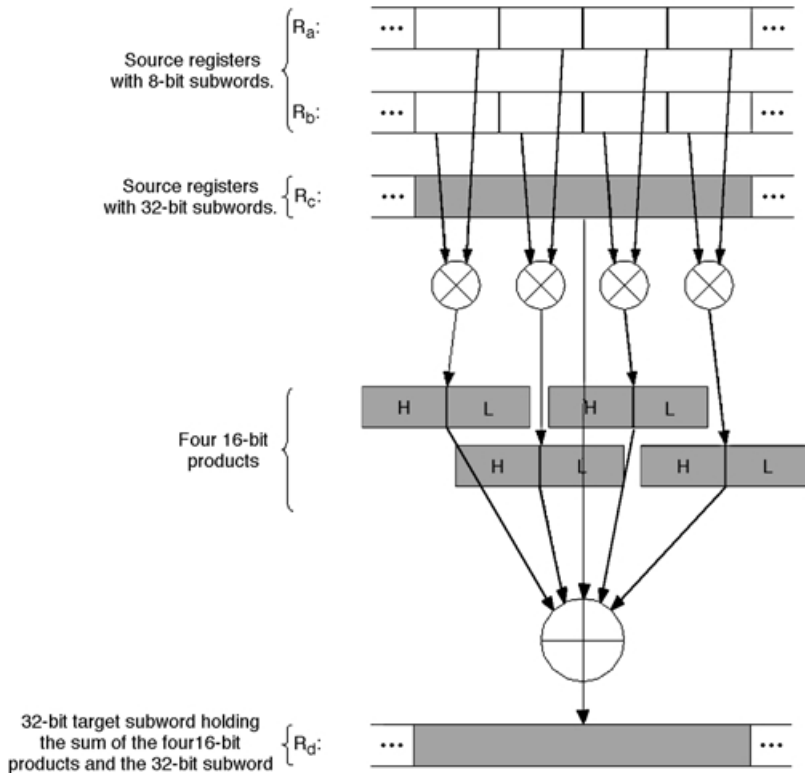 ••• Ra: •••
Source registers
with 8-bit subwords.
••• Rb: •••
Source registers
with 32-bit subwords.
Rc: ••• •••
H L H L
Four 16-bit
products
H L H L
32-bit target subword holding
the sum of the four16-bit
products and the 32-bit subword
Rd: ••• •••